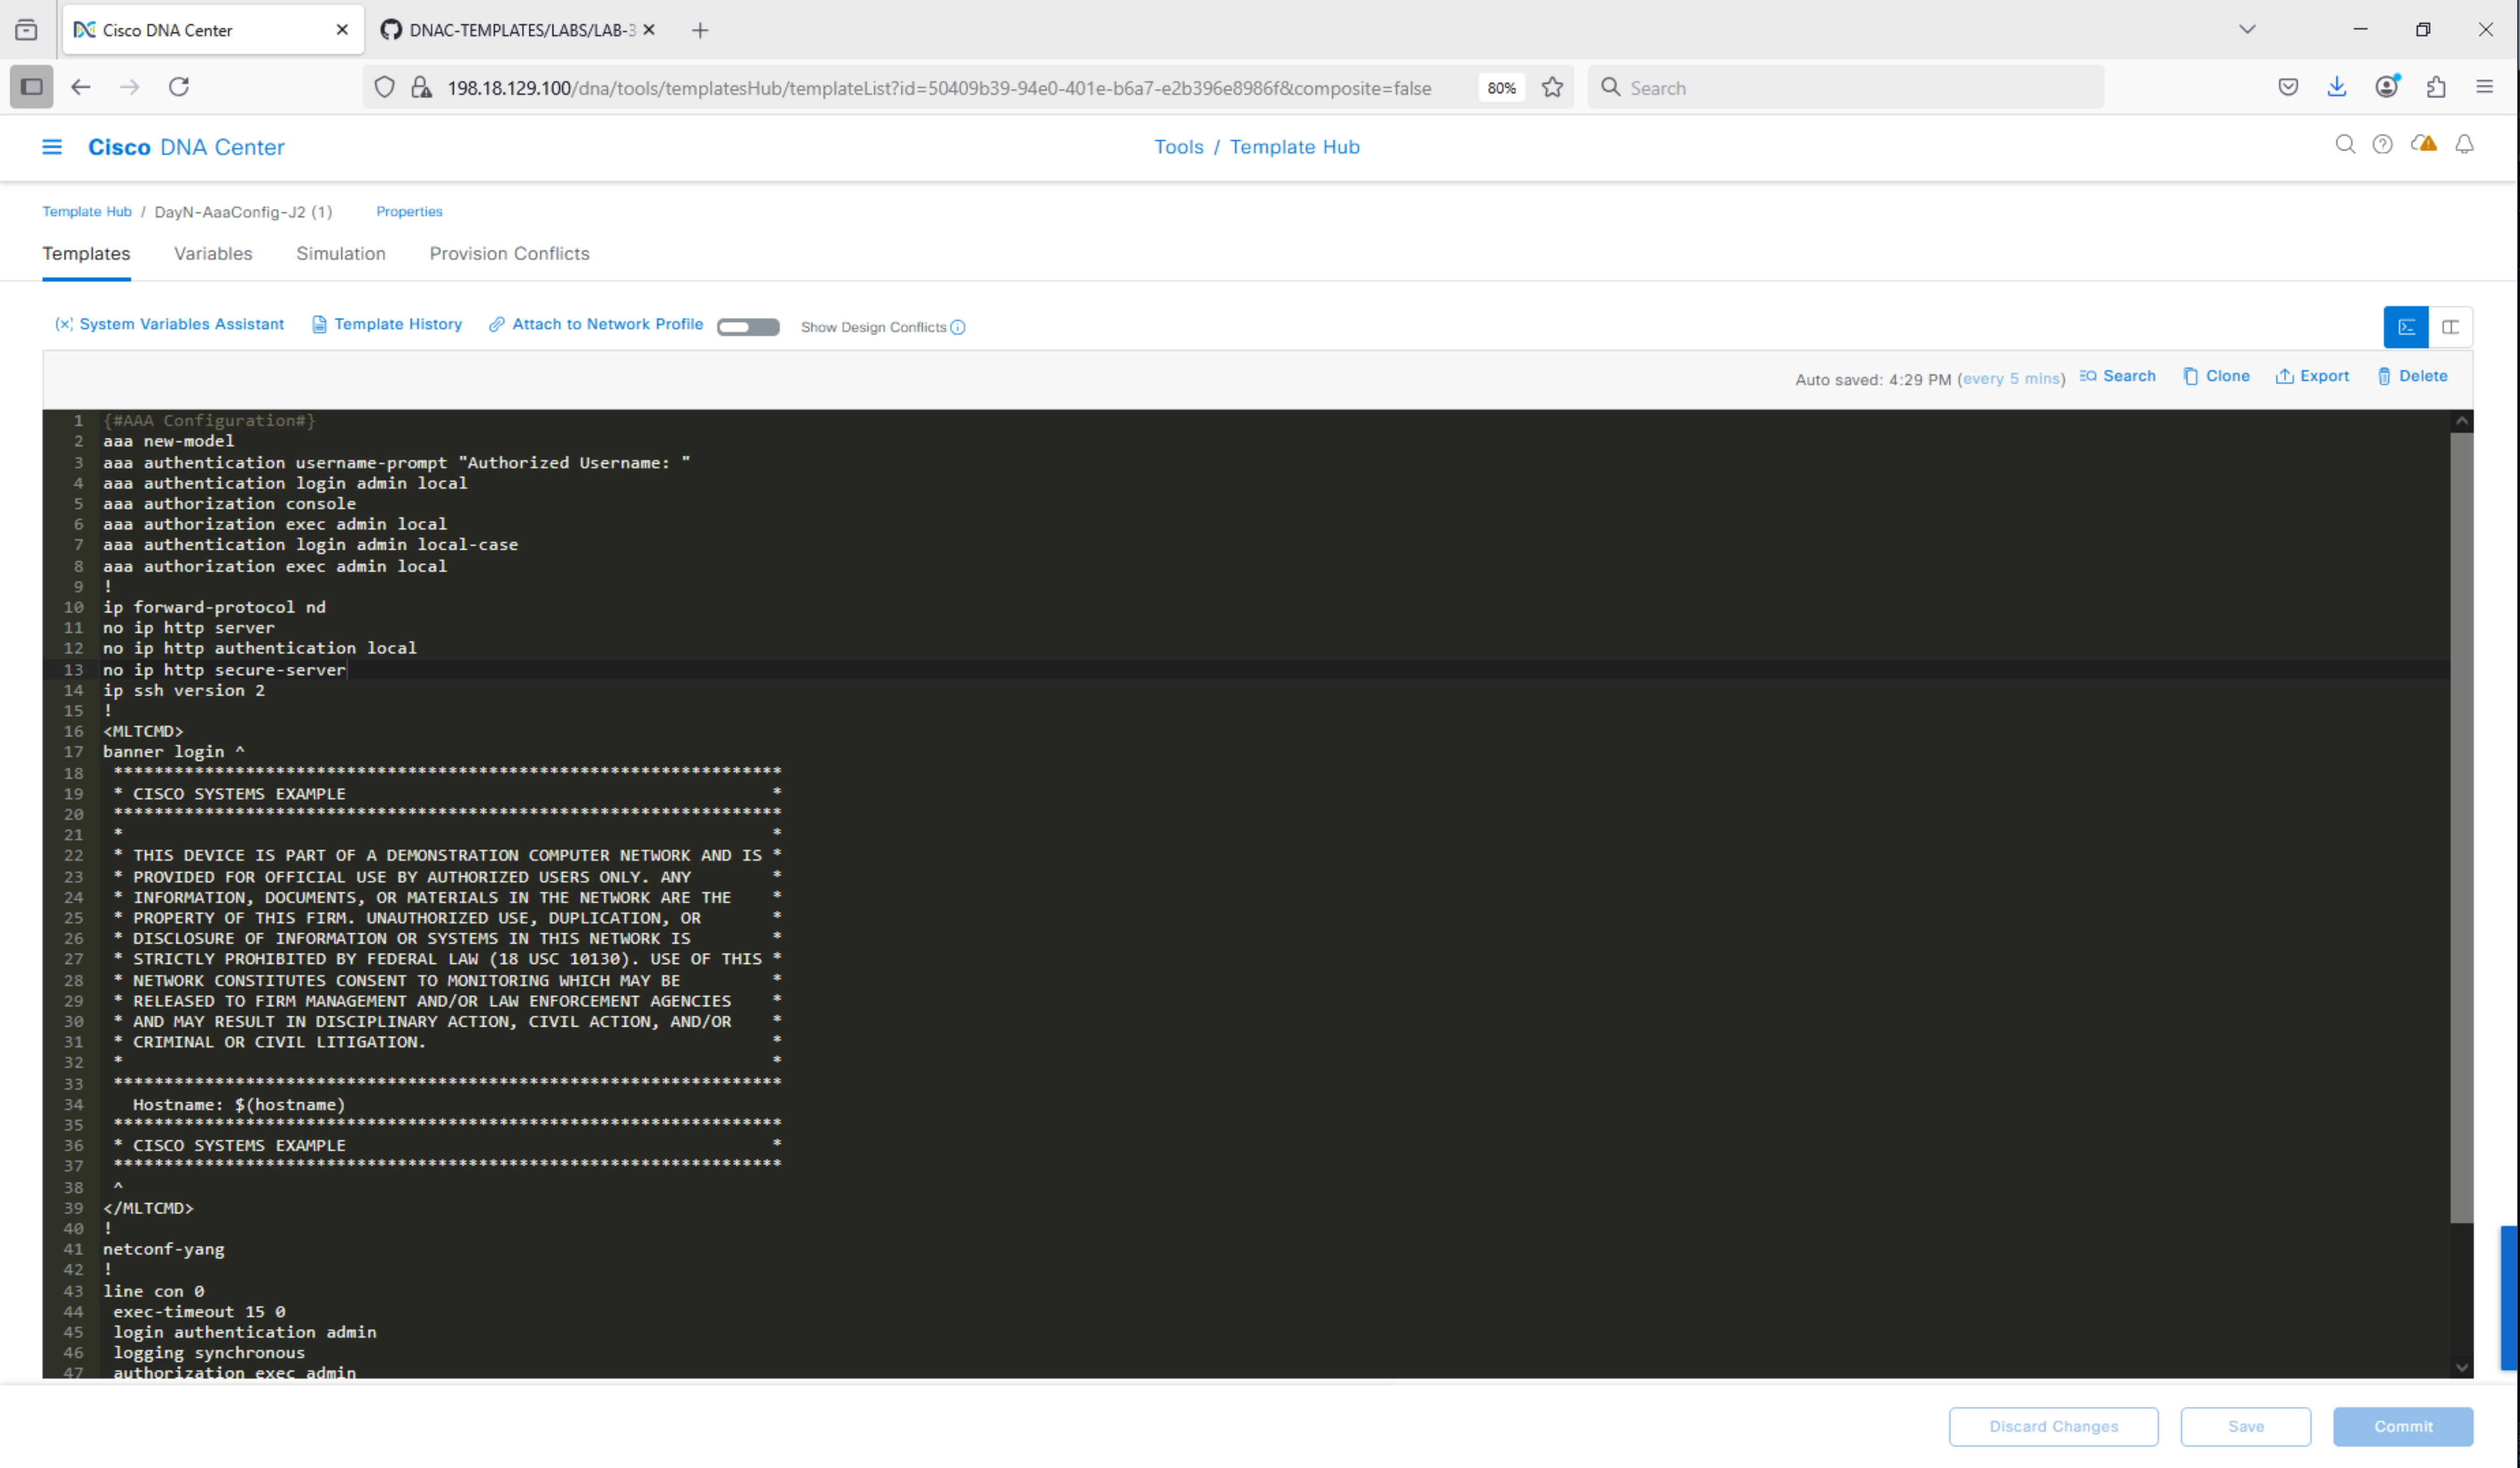 Cisco DNA Center
DNAC-TEMPLATES/LABS/LAB-3
198.18.129.100/dna/tools/templatesHub/templateList?id=50409b39-94e0-401e-b6a7-e2b396e8986f&composite=false
80%
Search
Cisco DNA Center
Tools / Template Hub
Template Hub / DayN-AaaConfig-J2 (1) Properties
Templates Variables Simulation Provision Conflicts
(×) System Variables Assistant Template History Attach to Network Profile Show Design Conflicts
Auto saved: 4:29 PM (every 5 mins) Search Clone Export Delete
1 {#AAA Configuration#}
2 aaa new-model
3 aaa authentication username-prompt "Authorized Username: "
4 aaa authentication login admin local
5 aaa authorization console
6 aaa authorization exec admin local
7 aaa authentication login admin local-case
8 aaa authorization exec admin local
9 !
10 ip forward-protocol nd
11 no ip http server
12 no ip http authentication local
13 no ip http secure-server
14 ip ssh version 2
15 !
16 <MLTCMD>
17 banner login ^
18 ******************************************************************
19 * CISCO SYSTEMS EXAMPLE *
20 ******************************************************************
21 * *
22 * THIS DEVICE IS PART OF A DEMONSTRATION COMPUTER NETWORK AND IS *
23 * PROVIDED FOR OFFICIAL USE BY AUTHORIZED USERS ONLY. ANY *
24 * INFORMATION, DOCUMENTS, OR MATERIALS IN THE NETWORK ARE THE *
25 * PROPERTY OF THIS FIRM. UNAUTHORIZED USE, DUPLICATION, OR *
26 * DISCLOSURE OF INFORMATION OR SYSTEMS IN THIS NETWORK IS *
27 * STRICTLY PROHIBITED BY FEDERAL LAW (18 USC 10130). USE OF THIS *
28 * NETWORK CONSTITUTES CONSENT TO MONITORING WHICH MAY BE *
29 * RELEASED TO FIRM MANAGEMENT AND/OR LAW ENFORCEMENT AGENCIES *
30 * AND MAY RESULT IN DISCIPLINARY ACTION, CIVIL ACTION, AND/OR *
31 * CRIMINAL OR CIVIL LITIGATION. *
32 * *
33 ******************************************************************
34 Hostname: $(hostname)
35 ******************************************************************
36 * CISCO SYSTEMS EXAMPLE *
37 ******************************************************************
38 ^
39 </MLTCMD>
40 !
41 netconf-yang
42 !
43 line con 0
44 exec-timeout 15 0
45 login authentication admin
46 logging synchronous
47 authorization exec admin
Discard Changes Save Commit